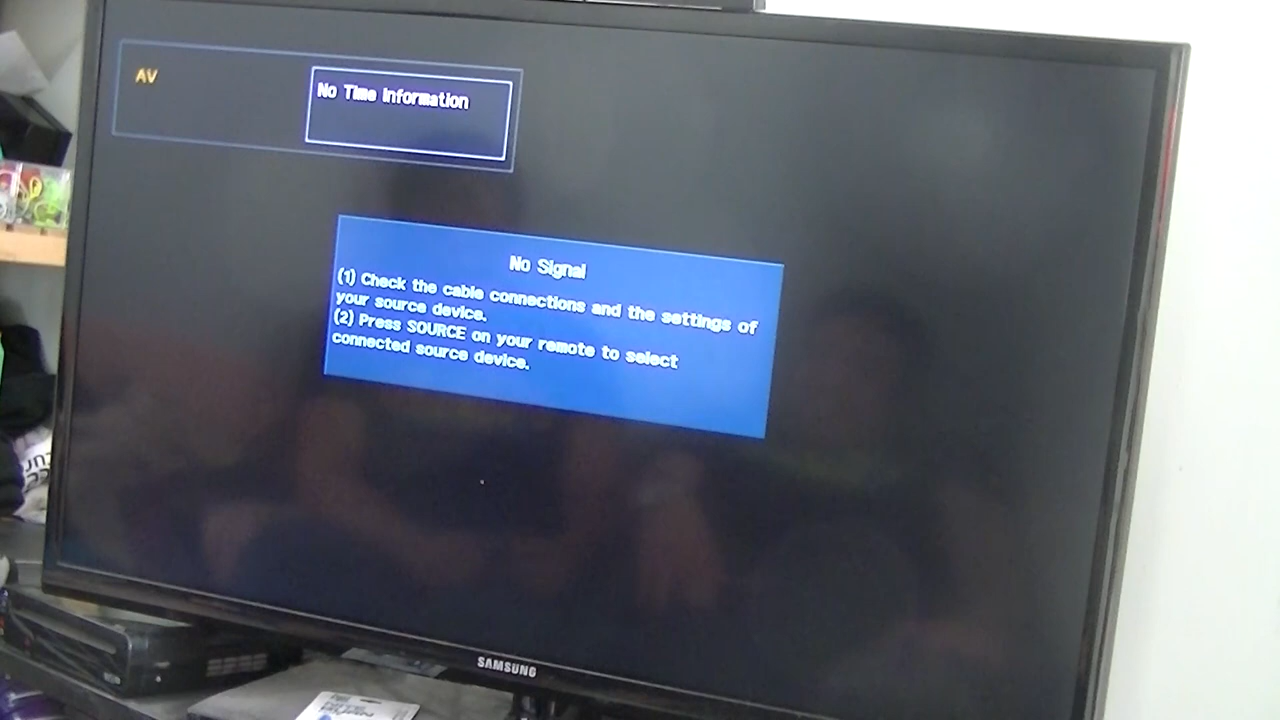 AV
No Time Information
No Signal
(1) Check the cable connections and the settings of
your source device.
(2) Press SOURCE on your remote to select
connected source device.
SAMSUNG